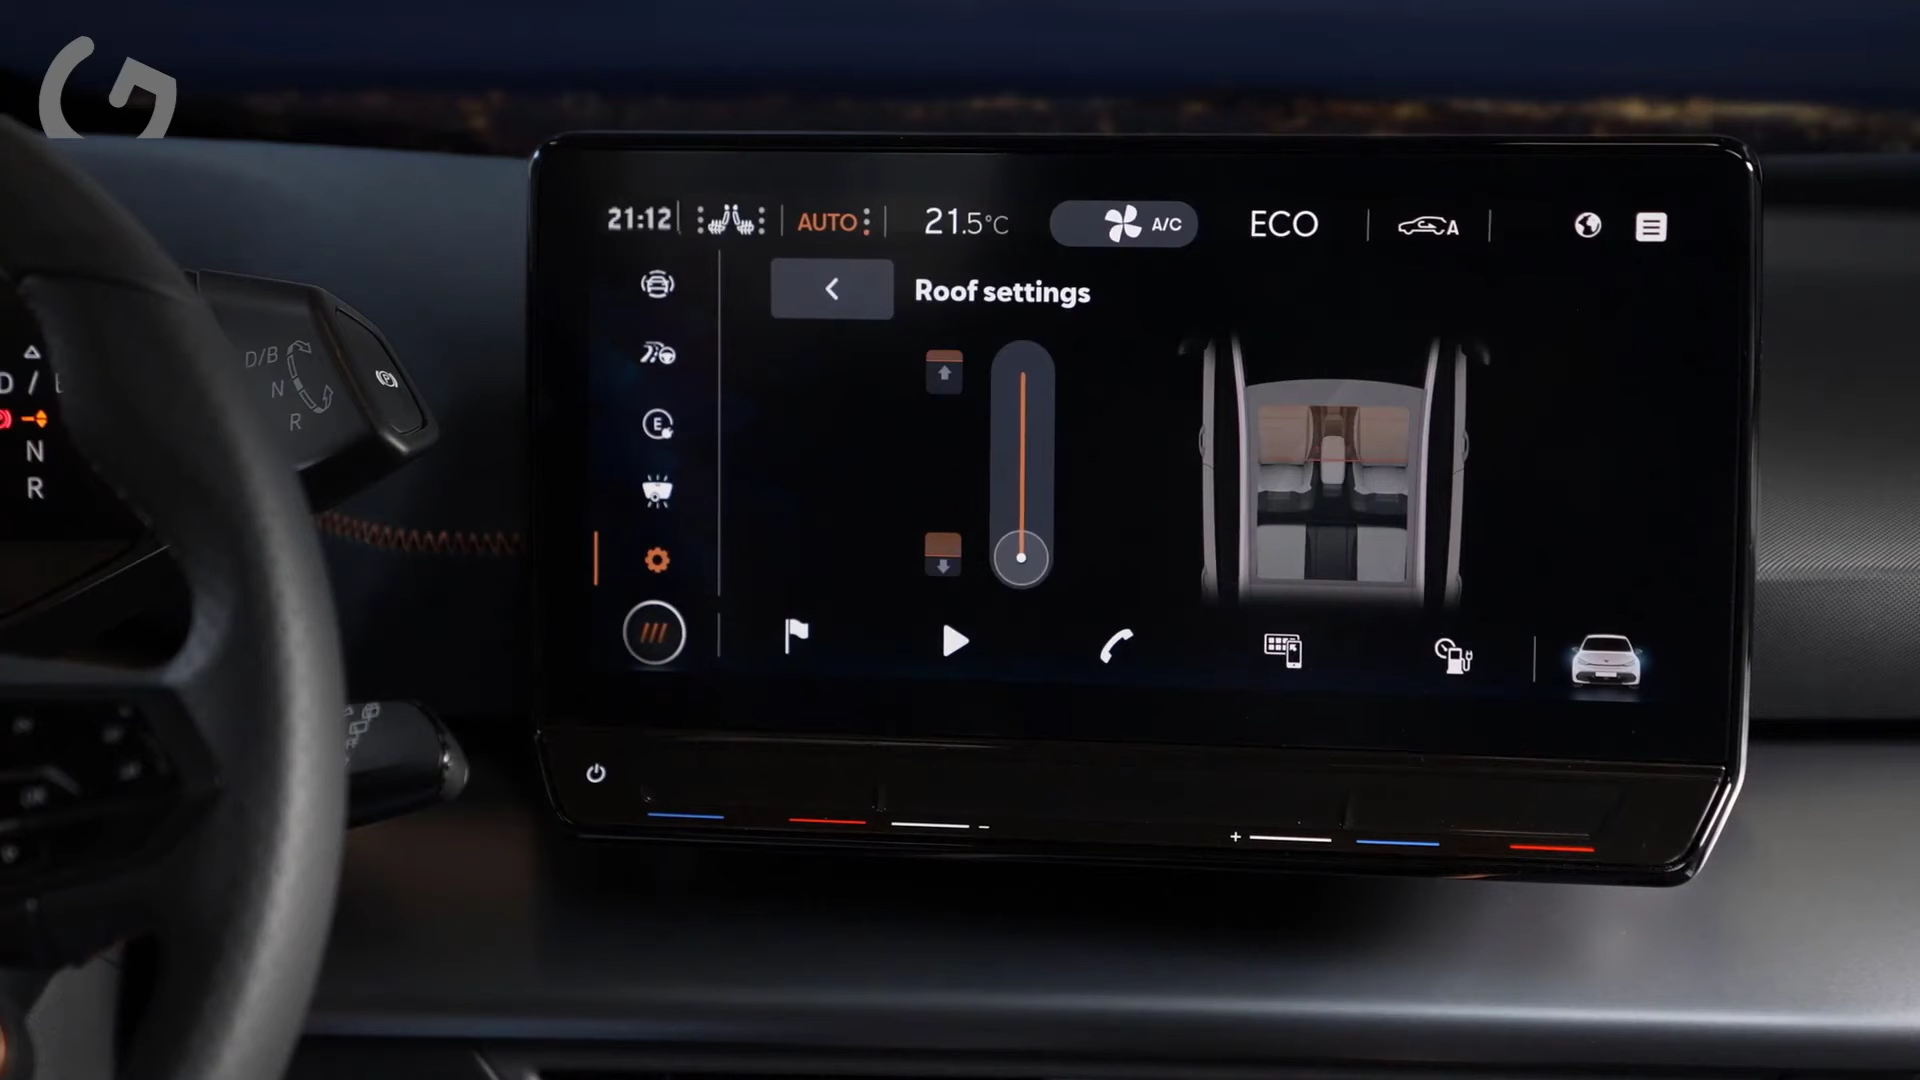 21:12 AUTO 21.5°C A/C ECO A
Roof settings
E
D/B
N
R
P
D /
N
R
- +